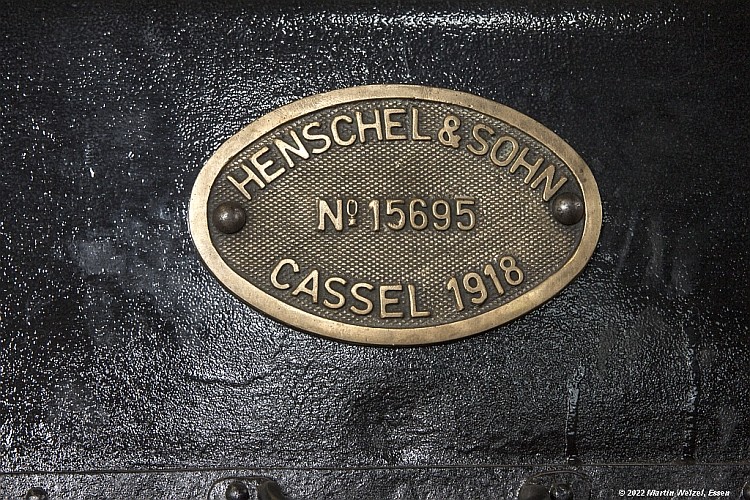 HENSCHEL & SOHN
Nº 15695
CASSEL 1918
© 2022 Martin Welzel, Essen